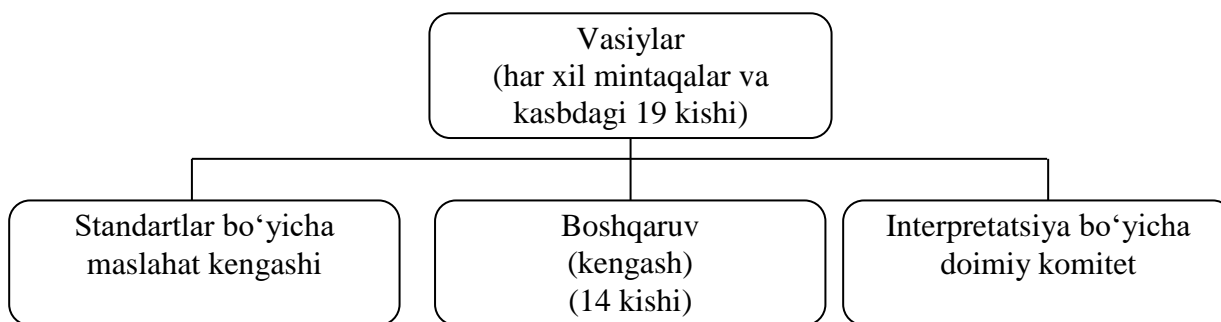 Vasiylar
(har xil mintaqalar va
kasbdagi 19 kishi)
Standartlar bo‘yicha
maslahat kengashi
Boshqaruv
(kengash)
(14 kishi)
Interpretatsiya bo‘yicha
doimiy komitet